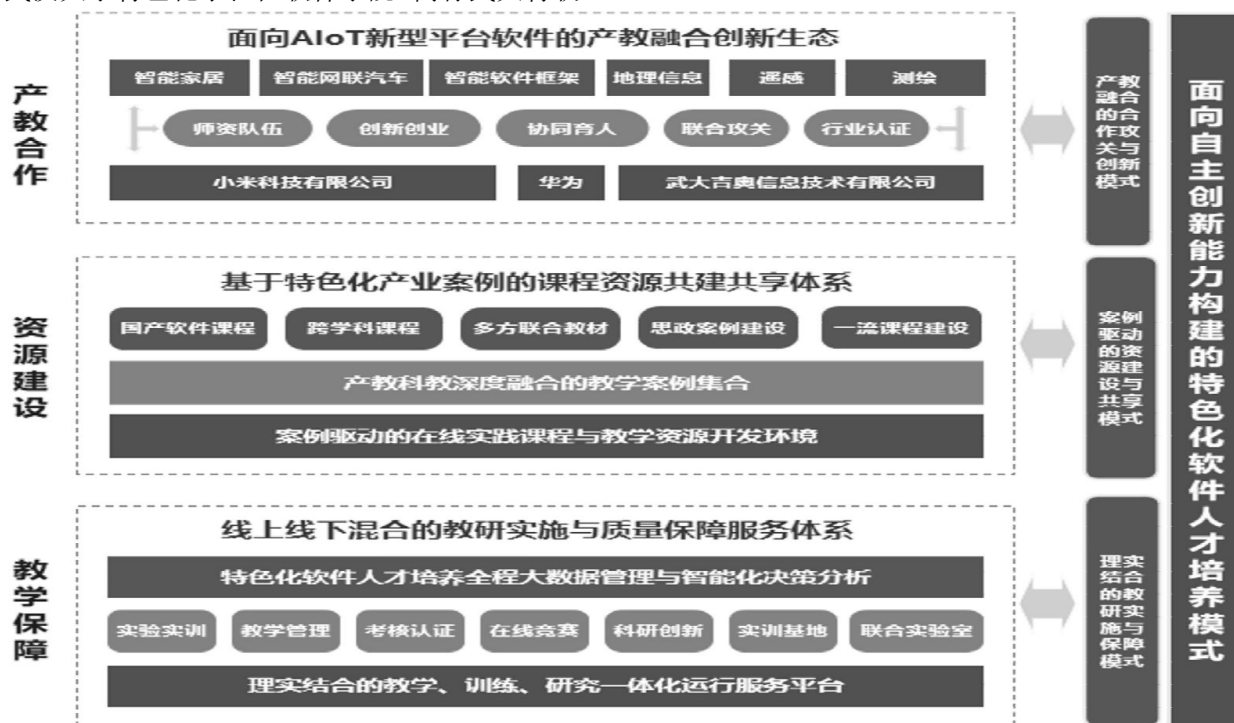 面向AIoT新型平台软件的产教融合创新生态
产教合作
智能家居 智能网联汽车 智能软件框架 地理信息 遥感 测绘
师资队伍 创新创业 协同育人 联合攻关 行业认证
小米科技有限公司 华为 武大吉奥信息技术有限公司
产教融合的合作攻关与创新模式
基于特色化产业案例的课程资源共建共享体系
资源建设
国产软件课程 跨学科课程 多方联合教材 思政案例建设 一流课程建设
产教科教深度融合的教学案例集合
案例驱动的在线实践课程与教学资源开发环境
案例驱动的资源建设与共享模式
线上线下混合的教研实施与质量保障服务体系
教学保障
特色化软件人才培养全程大数据管理与智能化决策分析
实验实训 教学管理 考核认证 在线竞赛 科研创新 实训基地 联合实验室
理实结合的教学、训练、研究一体化运行服务平台
理实结合的教研实施与保障模式
面向自主创新能力构建的特色化软件人才培养模式